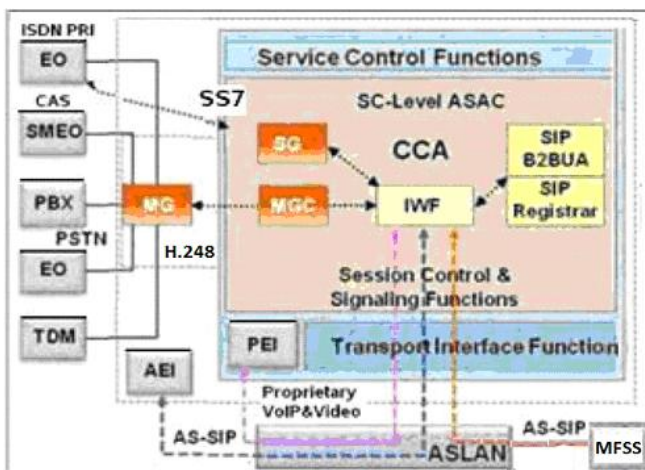 ISDN PRI
EO
CAS
SMEO
PBX
PSTN
EO
TDM
MG
H.248
SS7
Service Control Functions
SC-Level ASAC
SG
CCA
SIP
B2BUA
MGC
IWF
SIP
Registrar
Session Control &
Signaling Functions
PEI
Transport Interface Function
AEI
Proprietary
VoIP&Video
AS-SIP
ASLAN
AS-SIP
MFSS